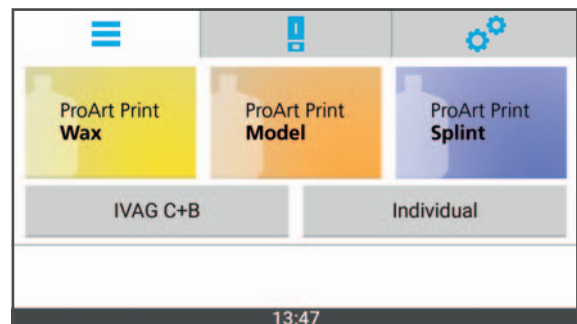 ProArt Print
Wax
ProArt Print
Model
ProArt Print
Splint
IVAG C+B
Individual
13:47